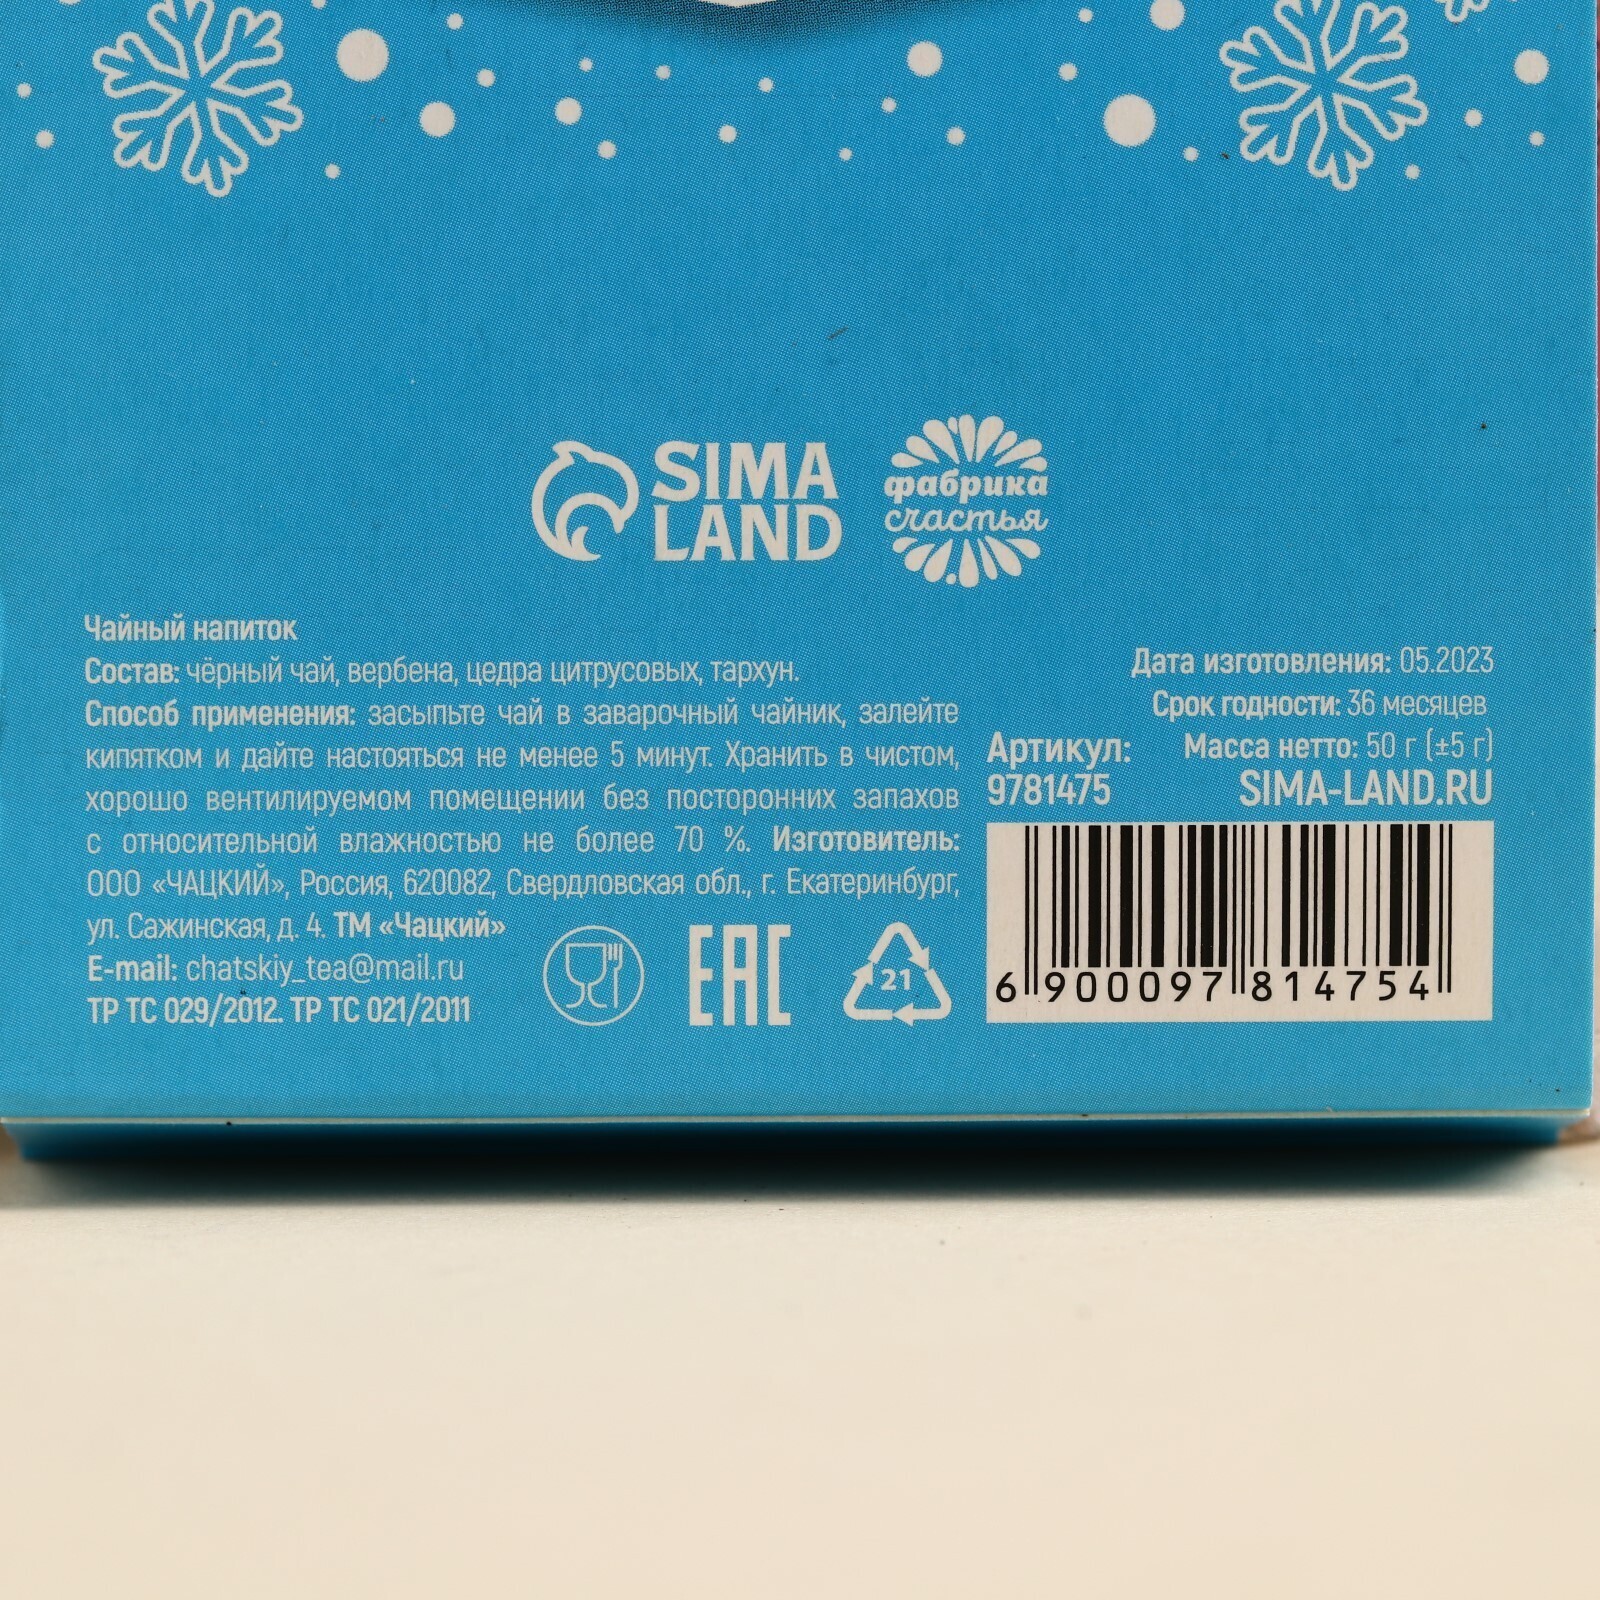 SIMA
LAND
фабрика
счастья
Чайный напиток
Состав: чёрный чай, вербена, цедра цитрусовых, тархун.
Способ применения: засыпьте чай в заварочный чайник, залейте
кипятком и дайте настояться не менее 5 минут. Хранить в чистом,
хорошо вентилируемом помещении без посторонних запахов
с относительной влажностью не более 70 %. Изготовитель:
ООО «ЧАЦКИЙ», Россия, 620082, Свердловская обл., г. Екатеринбург,
ул. Сажинская, д. 4. ТМ «Чацкий»
E-mail: chatskiy_tea@mail.ru
ТР ТС 029/2012. ТР ТС 021/2011
EAC
21
Дата изготовления: 05.2023
Срок годности: 36 месяцев
Масса нетто: 50 г (±5 г)
Артикул:
9781475
SIMA-LAND.RU
6 900097 814754